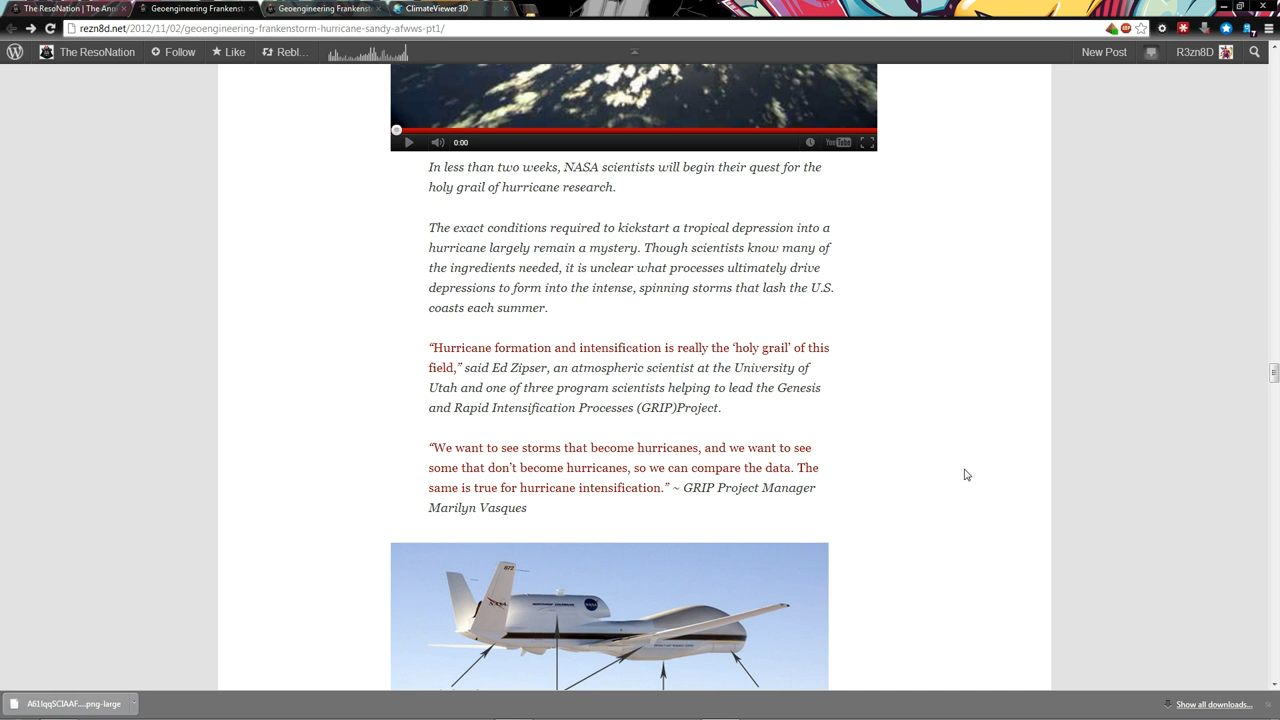 The ResoNation | The Ang
Geoengineering Frankenst
Geoengineering Frankenst
ClimateViewer 3D
rezn8d.net/2012/11/02/geoengineering-frankenstorm-hurricane-sandy-afwws-pt1/
The ResoNation Follow Like Rebl... New Post R3zn8D
0:00 YouTube
In less than two weeks, NASA scientists will begin their quest for the
holy grail of hurricane research.
The exact conditions required to kickstart a tropical depression into a
hurricane largely remain a mystery. Though scientists know many of
the ingredients needed, it is unclear what processes ultimately drive
depressions to form into the intense, spinning storms that lash the U.S.
coasts each summer.
“Hurricane formation and intensification is really the ‘holy grail’ of this
field,” said Ed Zipser, an atmospheric scientist at the University of
Utah and one of three program scientists helping to lead the Genesis
and Rapid Intensification Processes (GRIP)Project.
“We want to see storms that become hurricanes, and we want to see
some that don’t become hurricanes, so we can compare the data. The
same is true for hurricane intensification.” ~ GRIP Project Manager
Marilyn Vasques
872
NASA
NASA
Show all downloads...